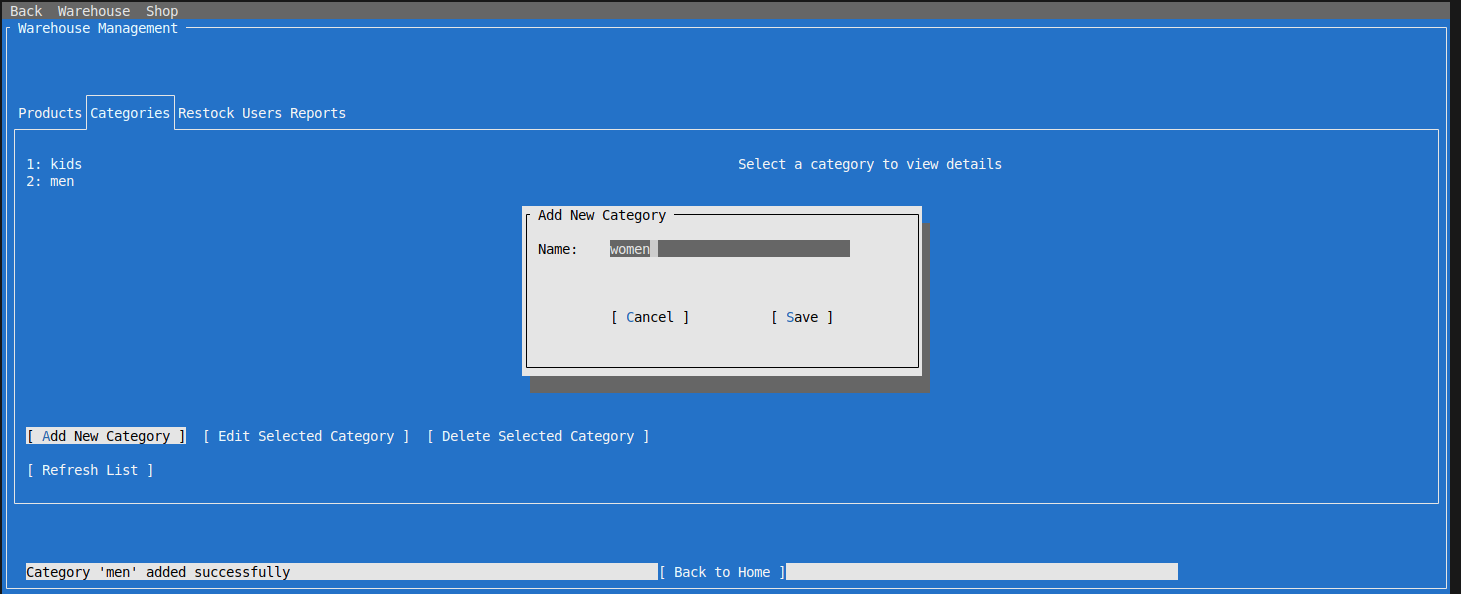 Back Warehouse Shop
Warehouse Management
Products Categories Restock Users Reports
1: kids Select a category to view details
2: men
Add New Category
Name: women
[ Cancel ] [ Save ]
[ Add New Category ] [ Edit Selected Category ] [ Delete Selected Category ]
[ Refresh List ]
Category 'men' added successfully [ Back to Home ]